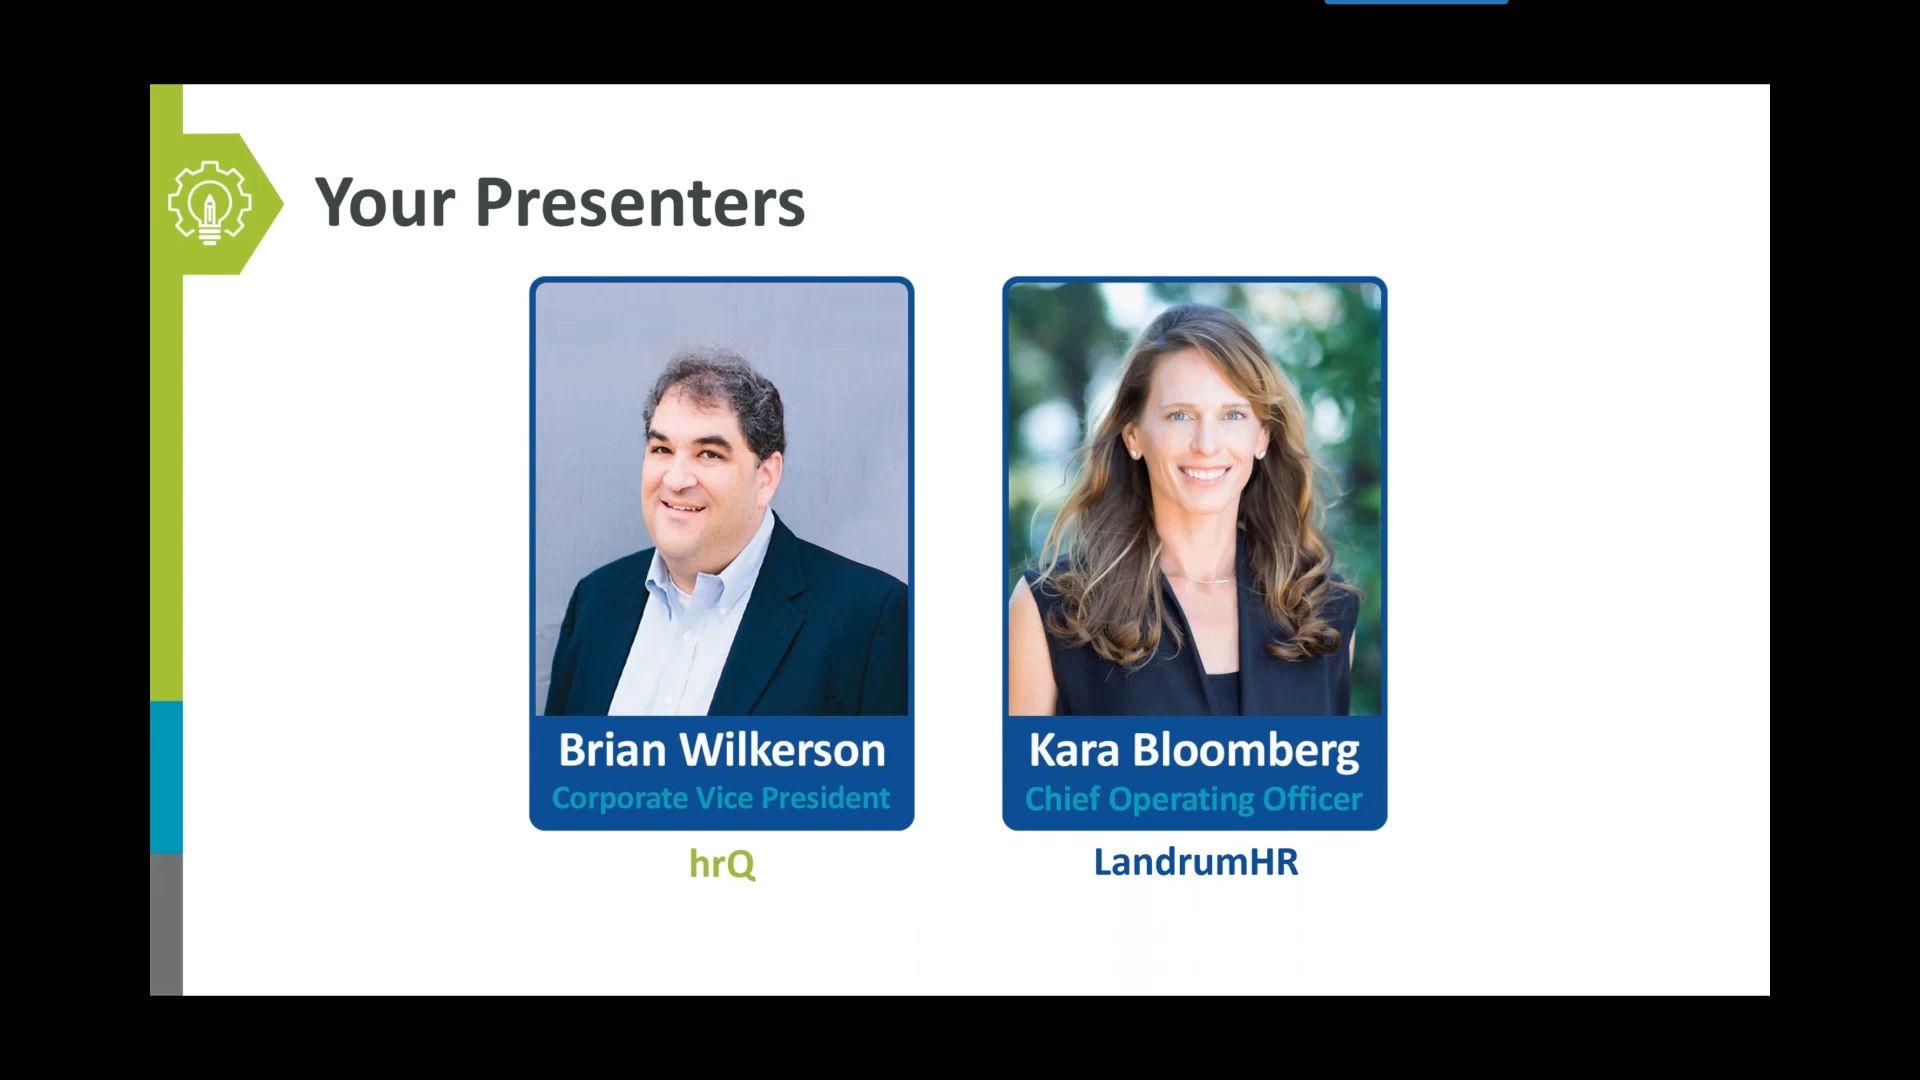 Your Presenters
Brian Wilkerson
Corporate Vice President
hrQ
Kara Bloomberg
Chief Operating Officer
LandrumHR